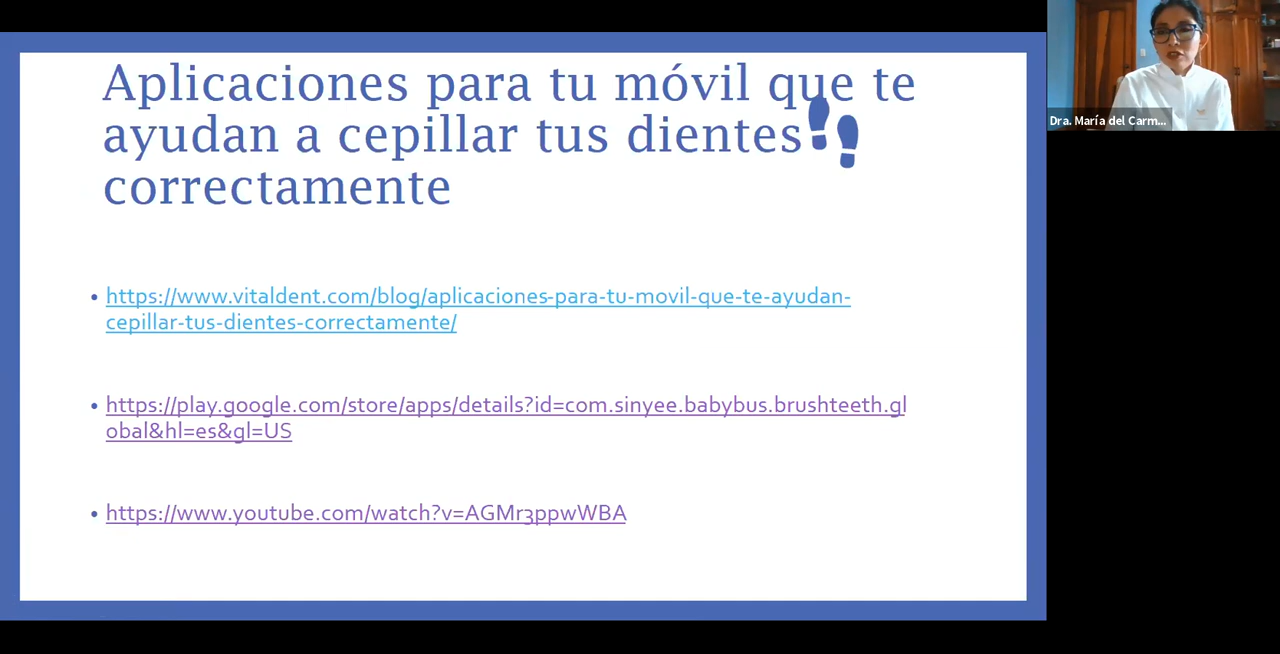 Aplicaciones para tu móvil que te
ayudan a cepillar tus dientes
correctamente
• https://www.vitaldent.com/blog/aplicaciones-para-tu-movil-que-te-ayudan-
cepillar-tus-dientes-correctamente/
• https://play.google.com/store/apps/details?id=com.sinyee.babybus.brushteeth.gl
obal&hl=es&gl=US
• https://www.youtube.com/watch?v=AGMr3ppwWBA
Dra. María del Carm...